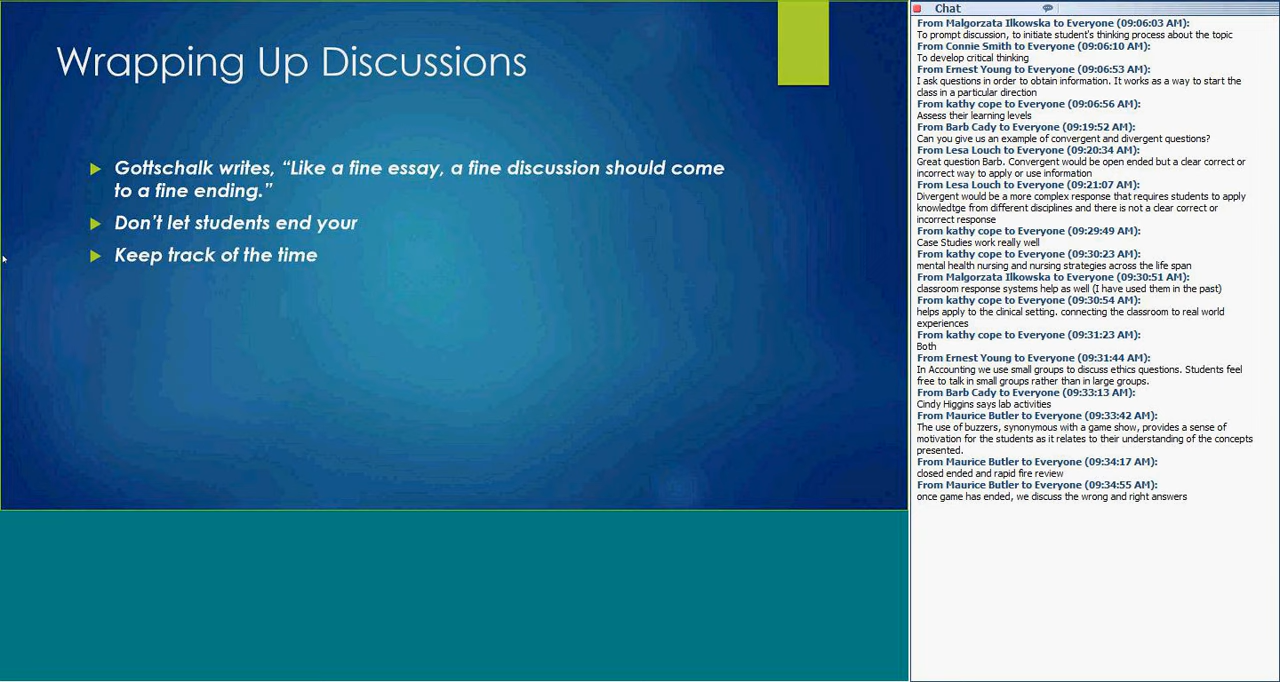 Wrapping Up Discussions
Gottschalk writes, “Like a fine essay, a fine discussion should come
to a fine ending.”
Don’t let students end your
Keep track of the time
Chat
From Malgorzata Ilkowska to Everyone (09:06:03 AM):
To prompt discussion, to initiate student's thinking process about the topic
From Connie Smith to Everyone (09:06:10 AM):
To develop critical thinking
From Ernest Young to Everyone (09:06:53 AM):
I ask questions in order to obtain information. It works as a way to start the
class in a particular direction
From kathy cope to Everyone (09:06:56 AM):
Assess their learning levels
From Barb Cady to Everyone (09:19:52 AM):
Can you give us an example of convergent and divergent questions?
From Lesa Louch to Everyone (09:20:34 AM):
Great question Barb. Convergent would be open ended but a clear correct or
incorrect way to apply or use information
From Lesa Louch to Everyone (09:21:07 AM):
Divergent would be a more complex response that requires students to apply
knowledtge from different disciplines and there is not a clear correct or
incorrect response
From kathy cope to Everyone (09:29:49 AM):
Case Studies work really well
From kathy cope to Everyone (09:30:23 AM):
mental health nursing and nursing strategies across the life span
From Malgorzata Ilkowska to Everyone (09:30:51 AM):
classroom response systems help as well (I have used them in the past)
From kathy cope to Everyone (09:30:54 AM):
helps apply to the clinical setting. connecting the classroom to real world
experiences
From kathy cope to Everyone (09:31:23 AM):
Both
From Ernest Young to Everyone (09:31:44 AM):
In Accounting we use small groups to discuss ethics questions. Students feel
free to talk in small groups rather than in large groups.
From Barb Cady to Everyone (09:33:13 AM):
Cindy Higgins says lab activities
From Maurice Butler to Everyone (09:33:42 AM):
The use of buzzers, synonymous with a game show, provides a sense of
motivation for the students as it relates to their understanding of the concepts
presented.
From Maurice Butler to Everyone (09:34:17 AM):
closed ended and rapid fire review
From Maurice Butler to Everyone (09:34:55 AM):
once game has ended, we discuss the wrong and right answers